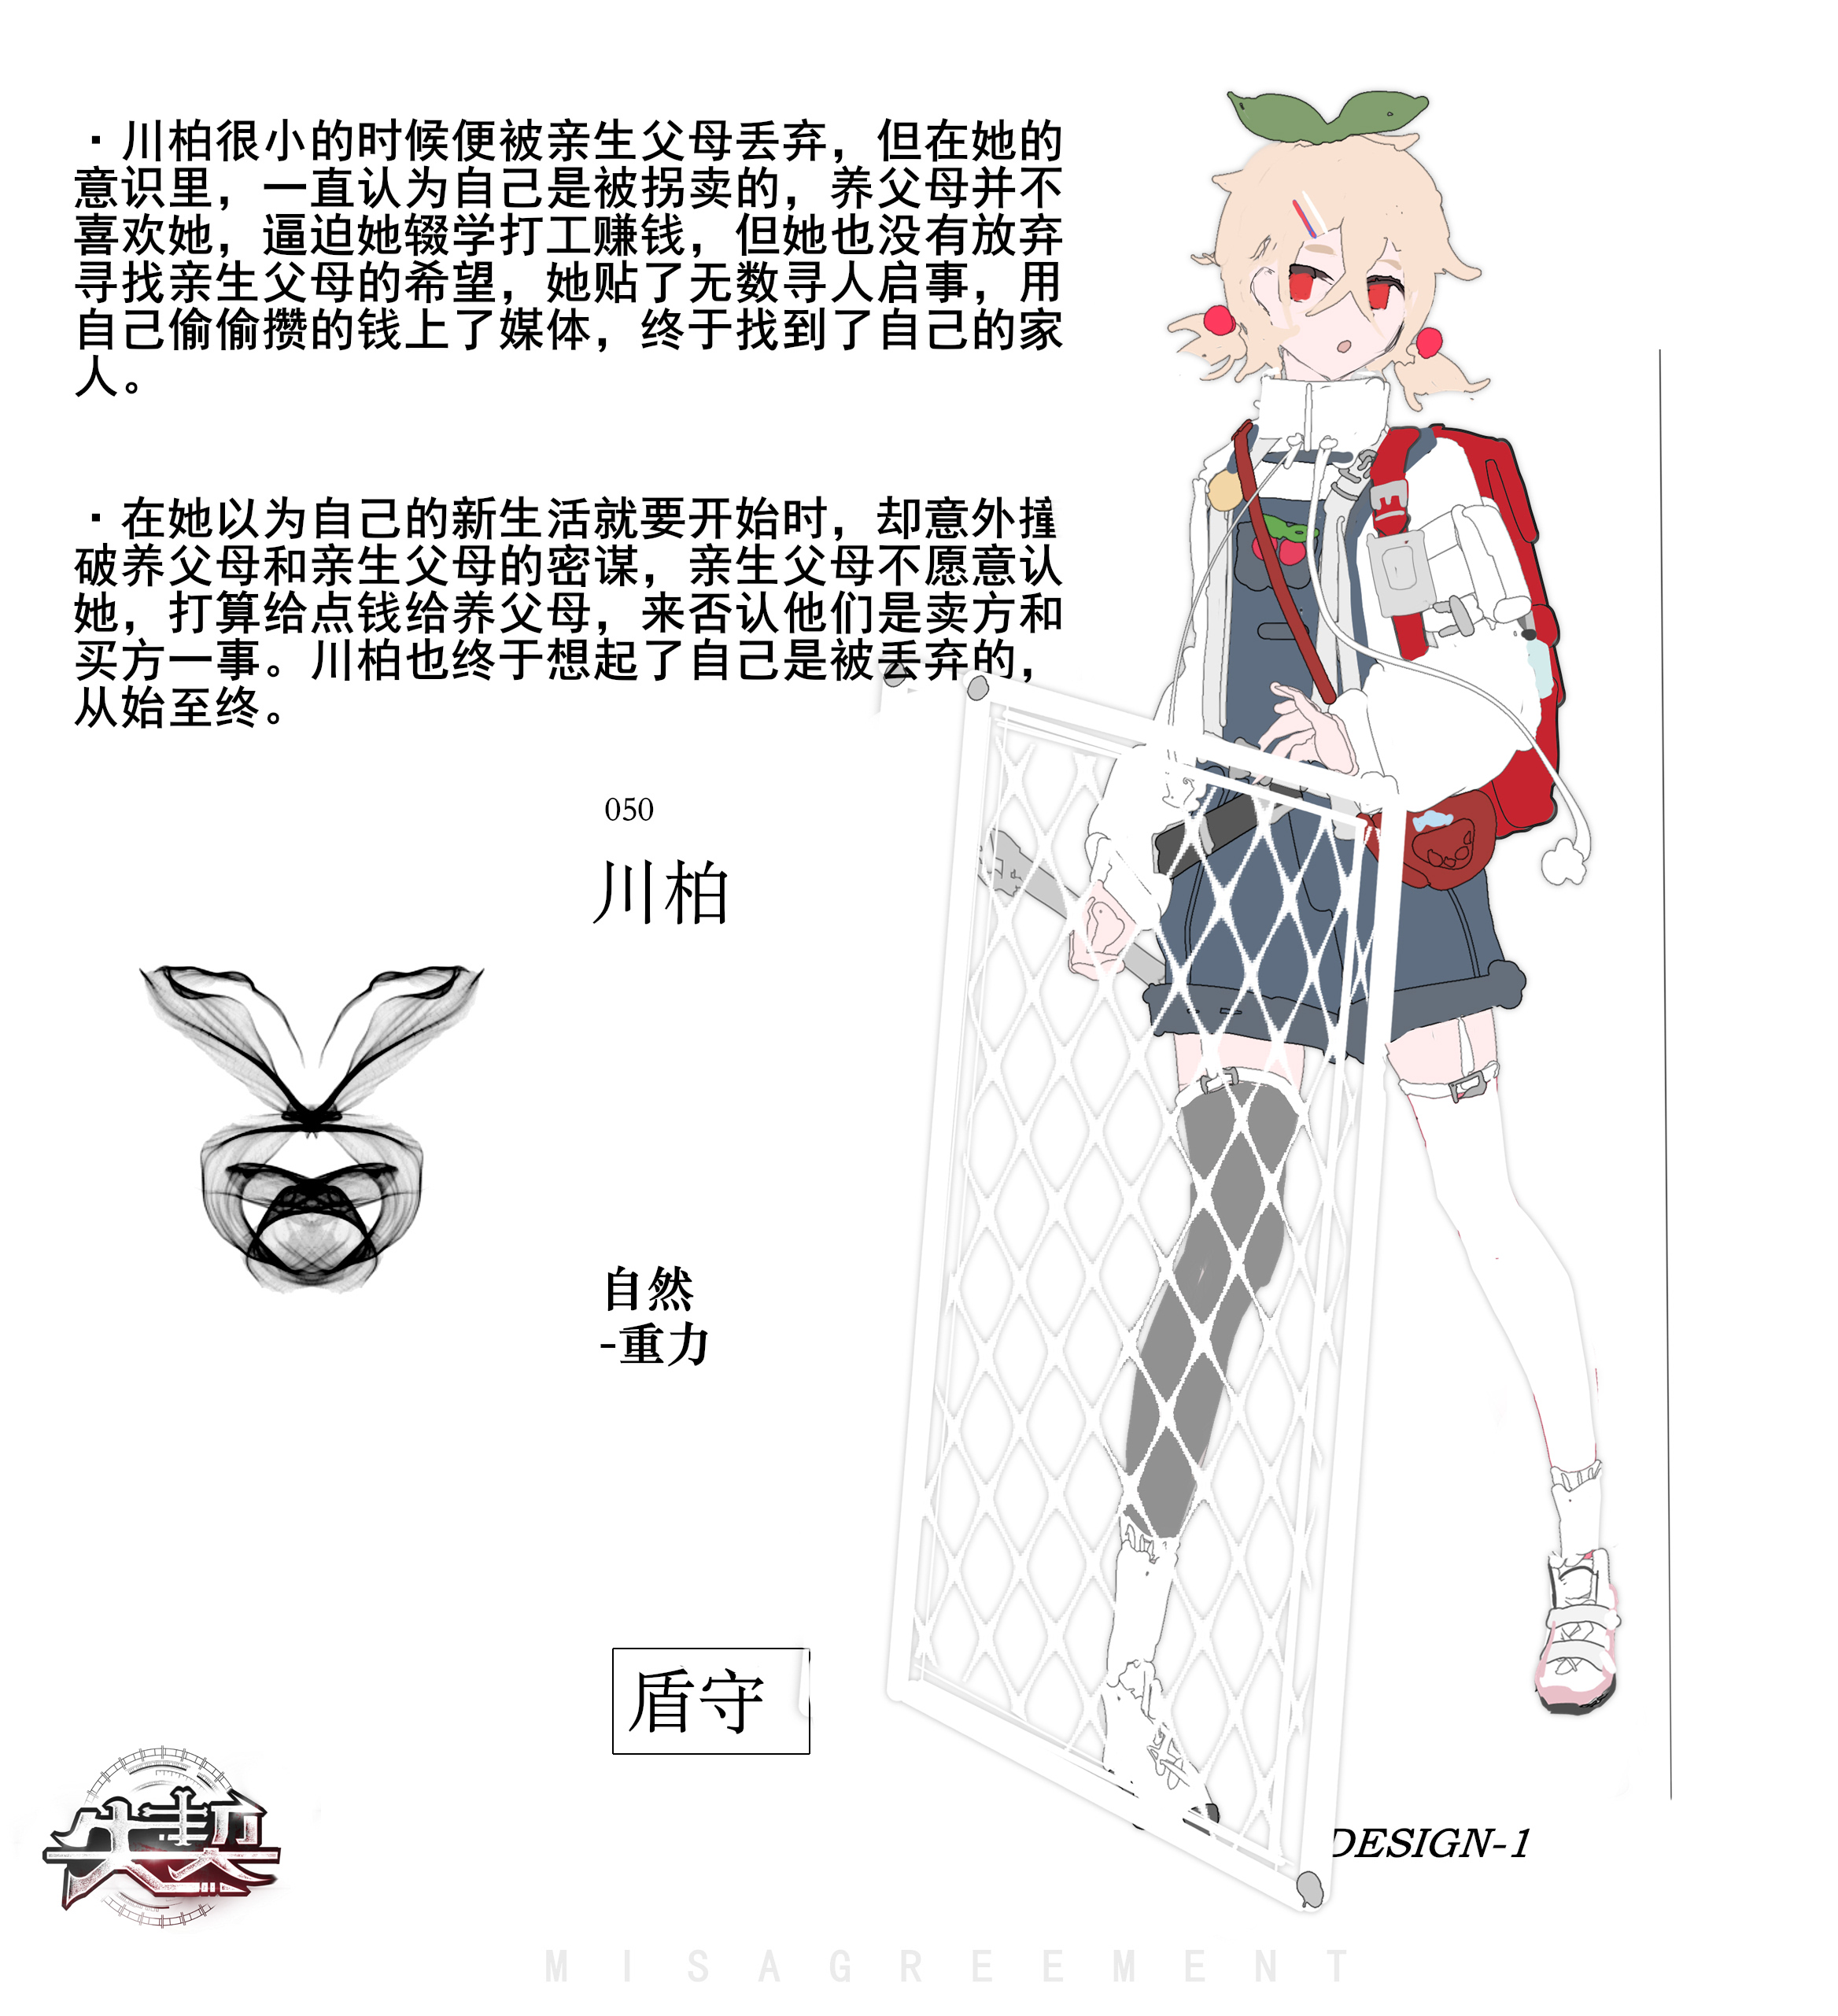 ·川柏很小的时候便被亲生父母丢弃，但在她的
意识里，一直认为自己是被拐卖的，养父母并不
喜欢她，逼迫她辍学打工赚钱，但她也没有放弃
寻找亲生父母的希望，她贴了无数寻人启事，用
自己偷偷攒的钱上了媒体，终于找到了自己的家
人。
·在她以为自己的新生活就要开始时，却意外撞
破养父母和亲生父母的密谋，亲生父母不愿意认
她，打算给点钱给养父母，来否认他们是卖方和
买方一事。川柏也终于想起了自己是被丢弃的，
从始至终。
050
川柏
自然
-重力
盾守
失契
DESIGN-1
MISAGREEMENT